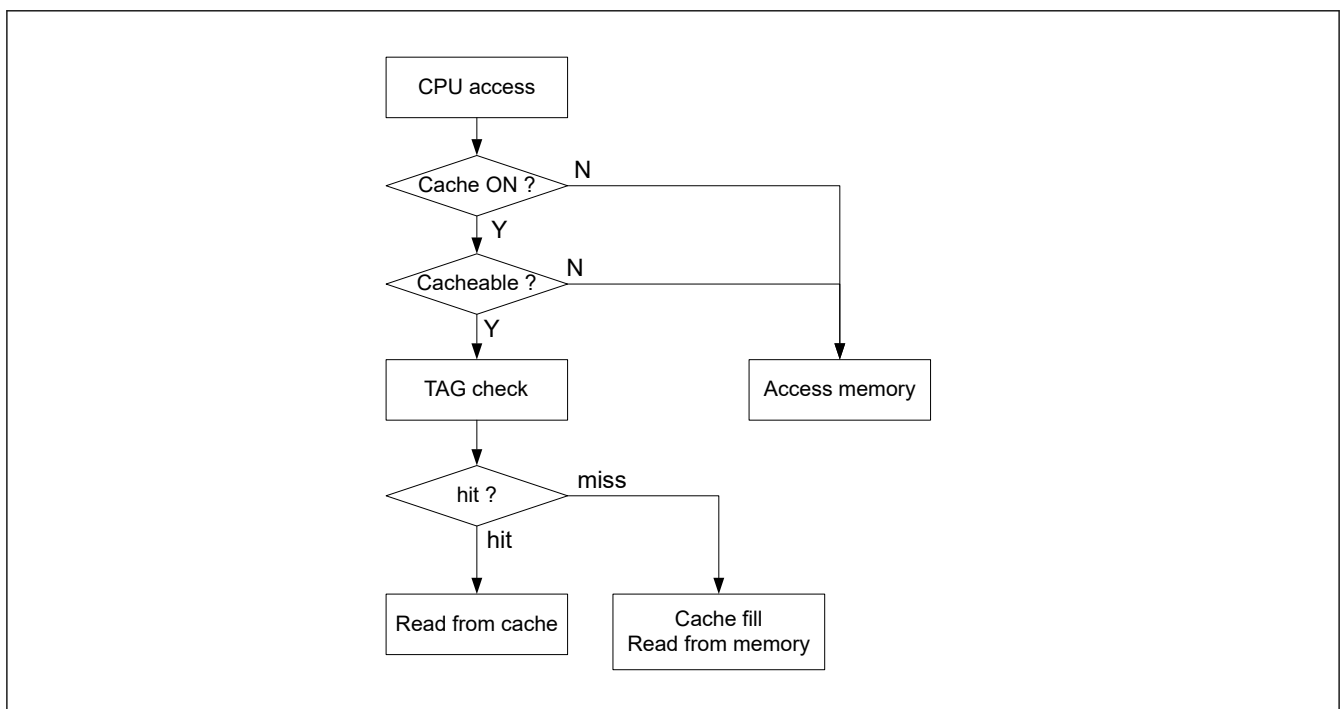 CPU access
Cache ON ?
N
Y
Cacheable ?
N
Y
TAG check
Access memory
hit ?
miss
hit
Read from cache
Cache fill
Read from memory